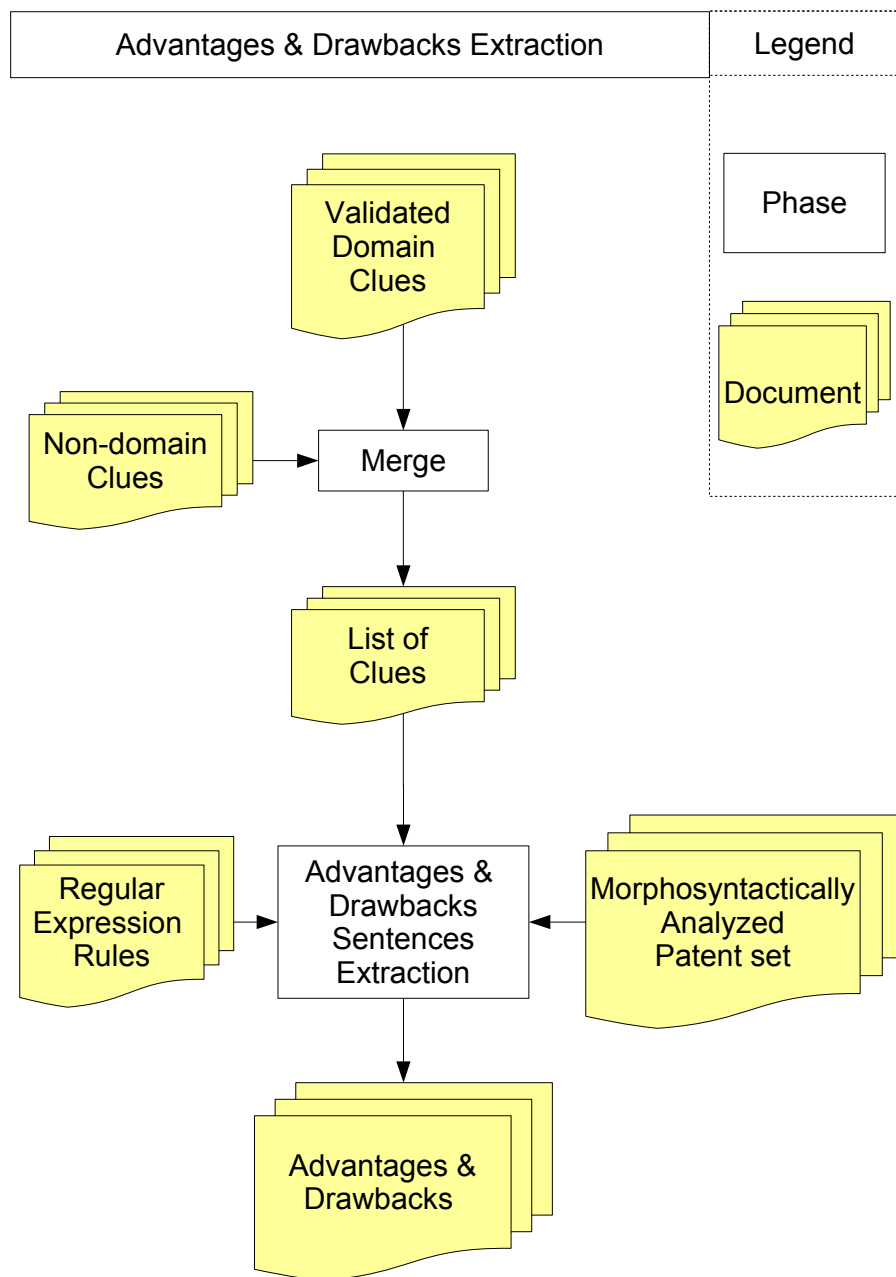 Advantages & Drawbacks Extraction
Legend
Validated
Domain
Clues
Phase
Document
Non-domain
Clues
Merge
List of
Clues
Regular
Expression
Rules
Advantages &
Drawbacks
Sentences
Extraction
Morphosyntactically
Analyzed
Patent set
Advantages &
Drawbacks